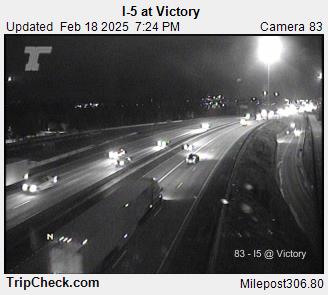 I-5 at Victory
Updated  Feb 18 2025  7:24 PM
Camera 83
T
N
83 - I5 @ Victory
TripCheck.com
Milepost306.80